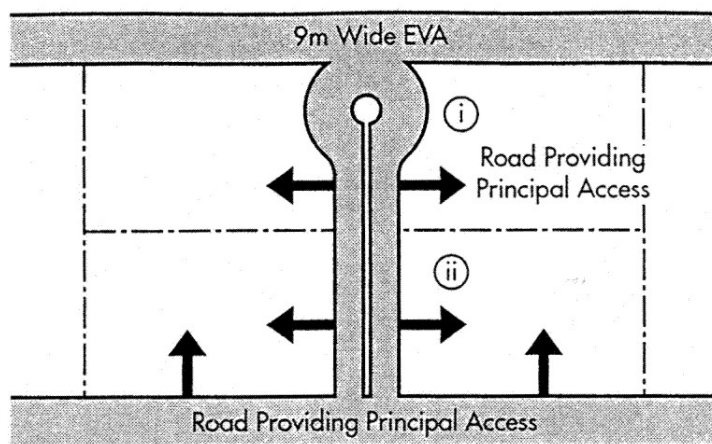 9m Wide EVA
i
Road Providing
Principal Access
ii
Road Providing Principal Access